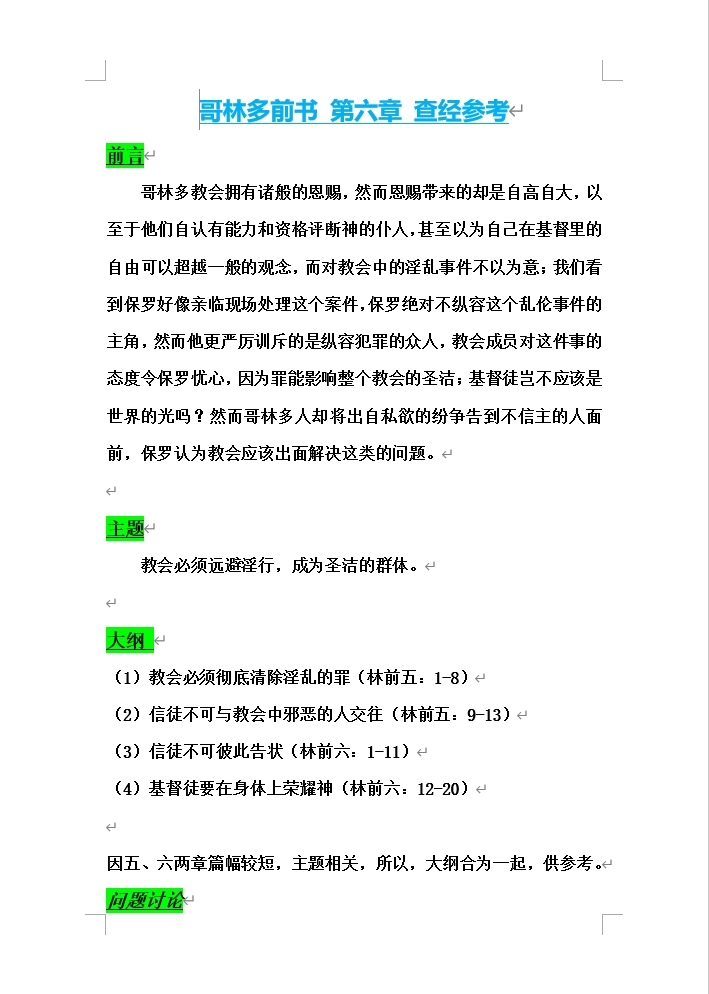 哥林多前书 第六章 查经参考
前言
哥林多教会拥有诸般的恩赐，然而恩赐带来的却是自高自大，以
至于他们自认有能力和资格评断神的仆人，甚至以为自己在基督里的
自由可以超越一般的观念，而对教会中的淫乱事件不以为意；我们看
到保罗好像亲临现场处理这个案件，保罗绝对不纵容这个乱伦事件的
主角，然而他更严厉训斥的是纵容犯罪的众人，教会成员对这件事的
态度令保罗忧心，因为罪能影响整个教会的圣洁；基督徒岂不应该是
世界的光吗？然而哥林多人却将出自私欲的纷争告到不信主的人面
前，保罗认为教会应该出面解决这类的问题。
主题
教会必须远避淫行，成为圣洁的群体。
大纲
（1）教会必须彻底清除淫乱的罪（林前五：1-8）
（2）信徒不可与教会中邪恶的人交往（林前五：9-13）
（3）信徒不可彼此告状（林前六：1-11）
（4）基督徒要在身体上荣耀神（林前六：12-20）
因五、六两章篇幅较短，主题相关，所以，大纲合为一起，供参考。
问题讨论